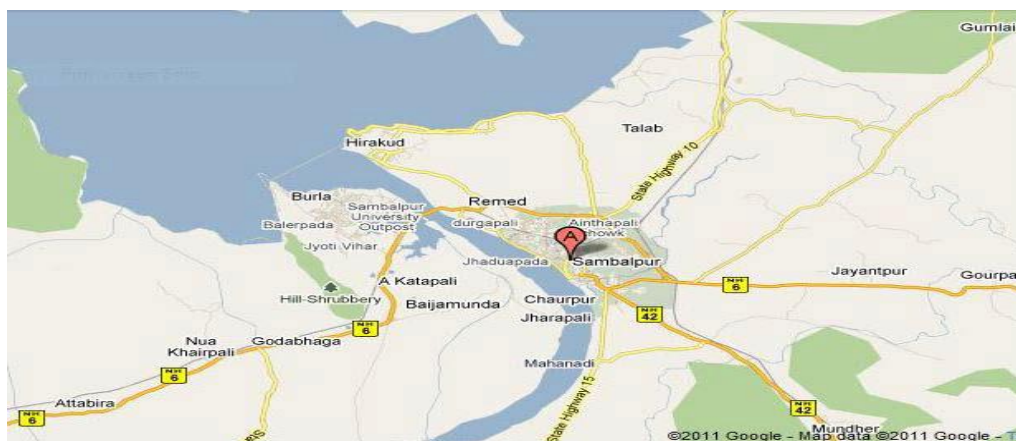 Gumlai
Talab
Hirakud
State Highway 10
Burla
Sambalpur
University
Outpost
Remed
Balerpada
durgapali
Ainthapali
howk
A
Jyoti Vihar
Jhaduapada
Sambalpur
Jayantpur
Gourpa
A Katapali
Hill-Shrubbery
Baijamunda
Chaurpur
6
Jharapali
42
Nua
Khairpali
Godabhaga
6
Mahanadi
6
State Highway 15
Attabira
6
42
Mundher
©2011 Google - Map data ©2011 Google - T